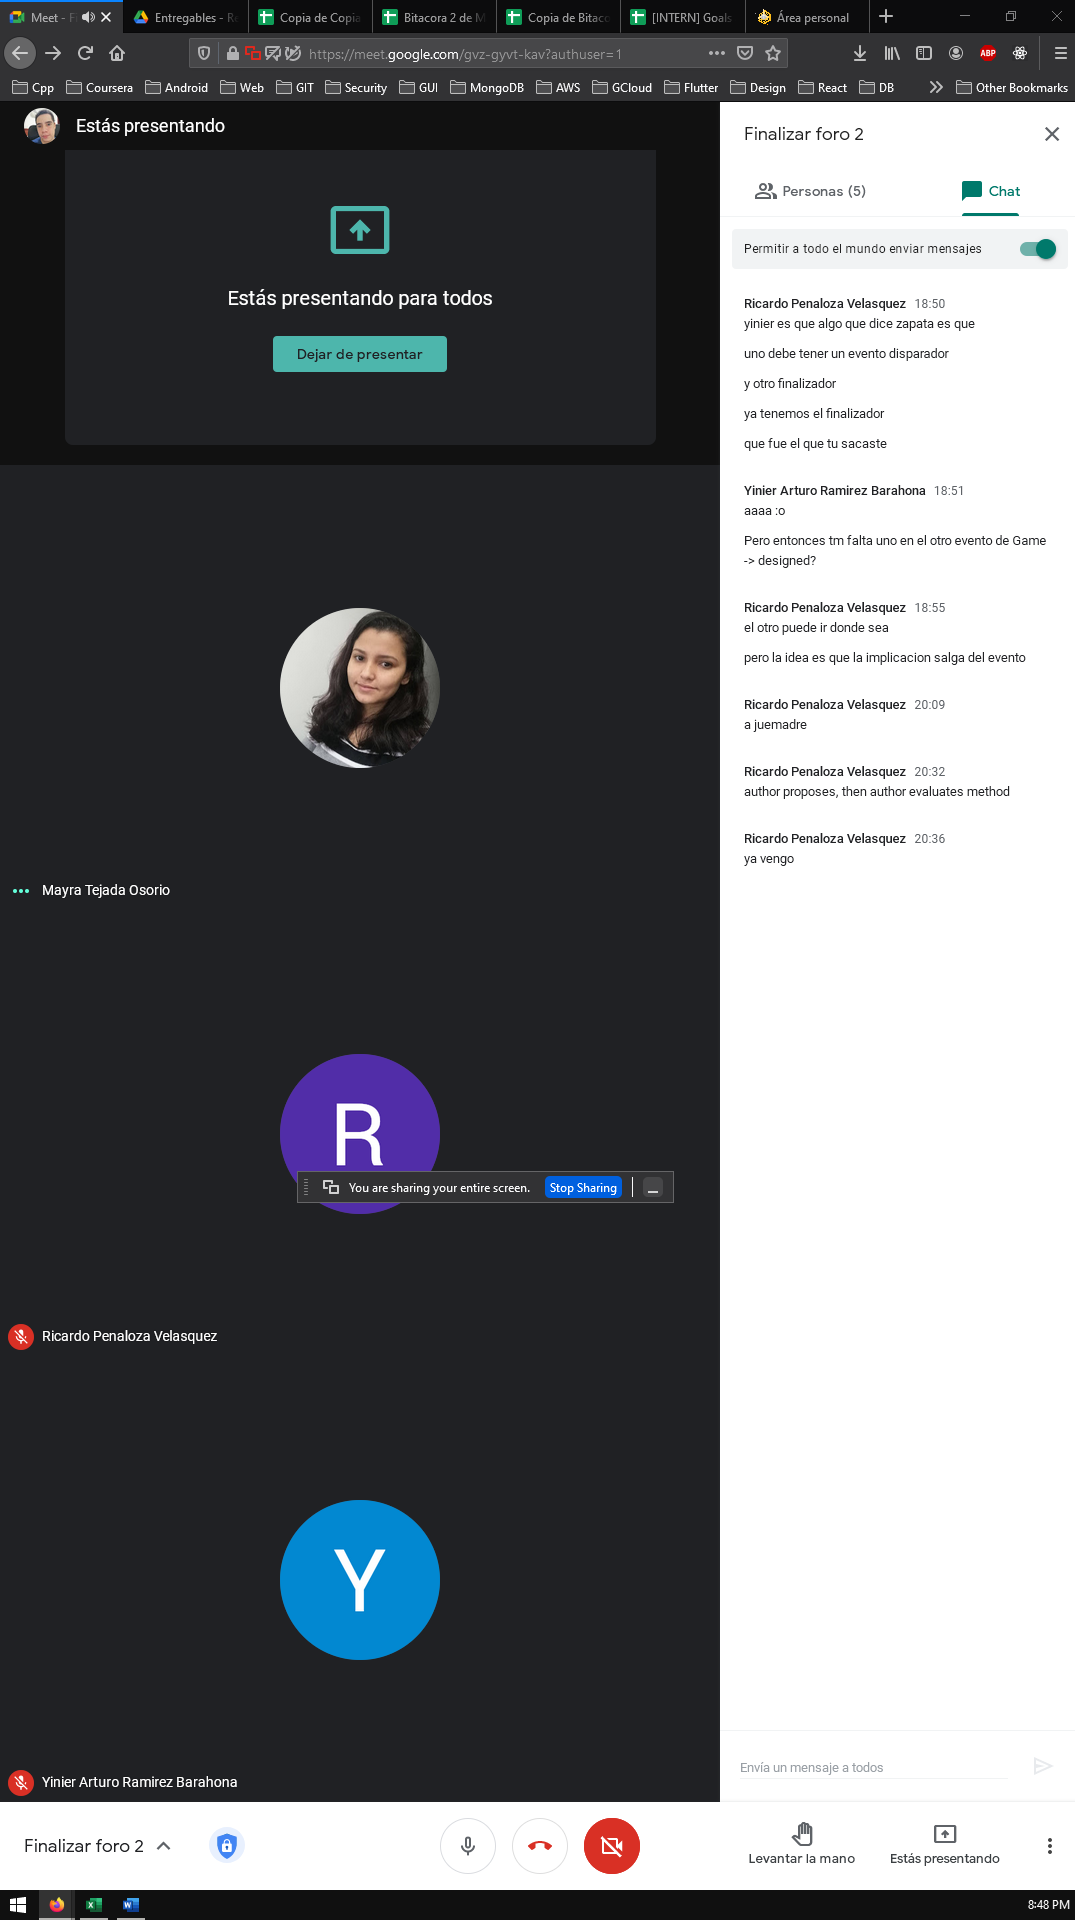 Meet - Fi
Entregables - Re
Copia de Copia
Bitacora 2 de M
Copia de Bitaco
[INTERN] Goals
Área personal
https://meet.google.com/gvz-gyvt-kav?authuser=1
ABP
Cpp
Coursera
Android
Web
GIT
Security
GUI
MongoDB
AWS
GCloud
Flutter
Design
React
DB
Other Bookmarks
Estás presentando
Estás presentando para todos
Dejar de presentar
Mayra Tejada Osorio
R
You are sharing your entire screen.
Stop Sharing
Ricardo Penaloza Velasquez
Y
Yinier Arturo Ramirez Barahona
Finalizar foro 2
Personas (5)
Chat
Permitir a todo el mundo enviar mensajes
Ricardo Penaloza Velasquez 18:50
yinier es que algo que dice zapata es que
uno debe tener un evento disparador
y otro finalizador
ya tenemos el finalizador
que fue el que tu sacaste
Yinier Arturo Ramirez Barahona 18:51
aaaa :o
Pero entonces tm falta uno en el otro evento de Game
-> designed?
Ricardo Penaloza Velasquez 18:55
el otro puede ir donde sea
pero la idea es que la implicacion salga del evento
Ricardo Penaloza Velasquez 20:09
a juemadre
Ricardo Penaloza Velasquez 20:32
author proposes, then author evaluates method
Ricardo Penaloza Velasquez 20:36
ya vengo
Envía un mensaje a todos
Finalizar foro 2
Levantar la mano
Estás presentando
8:48 PM